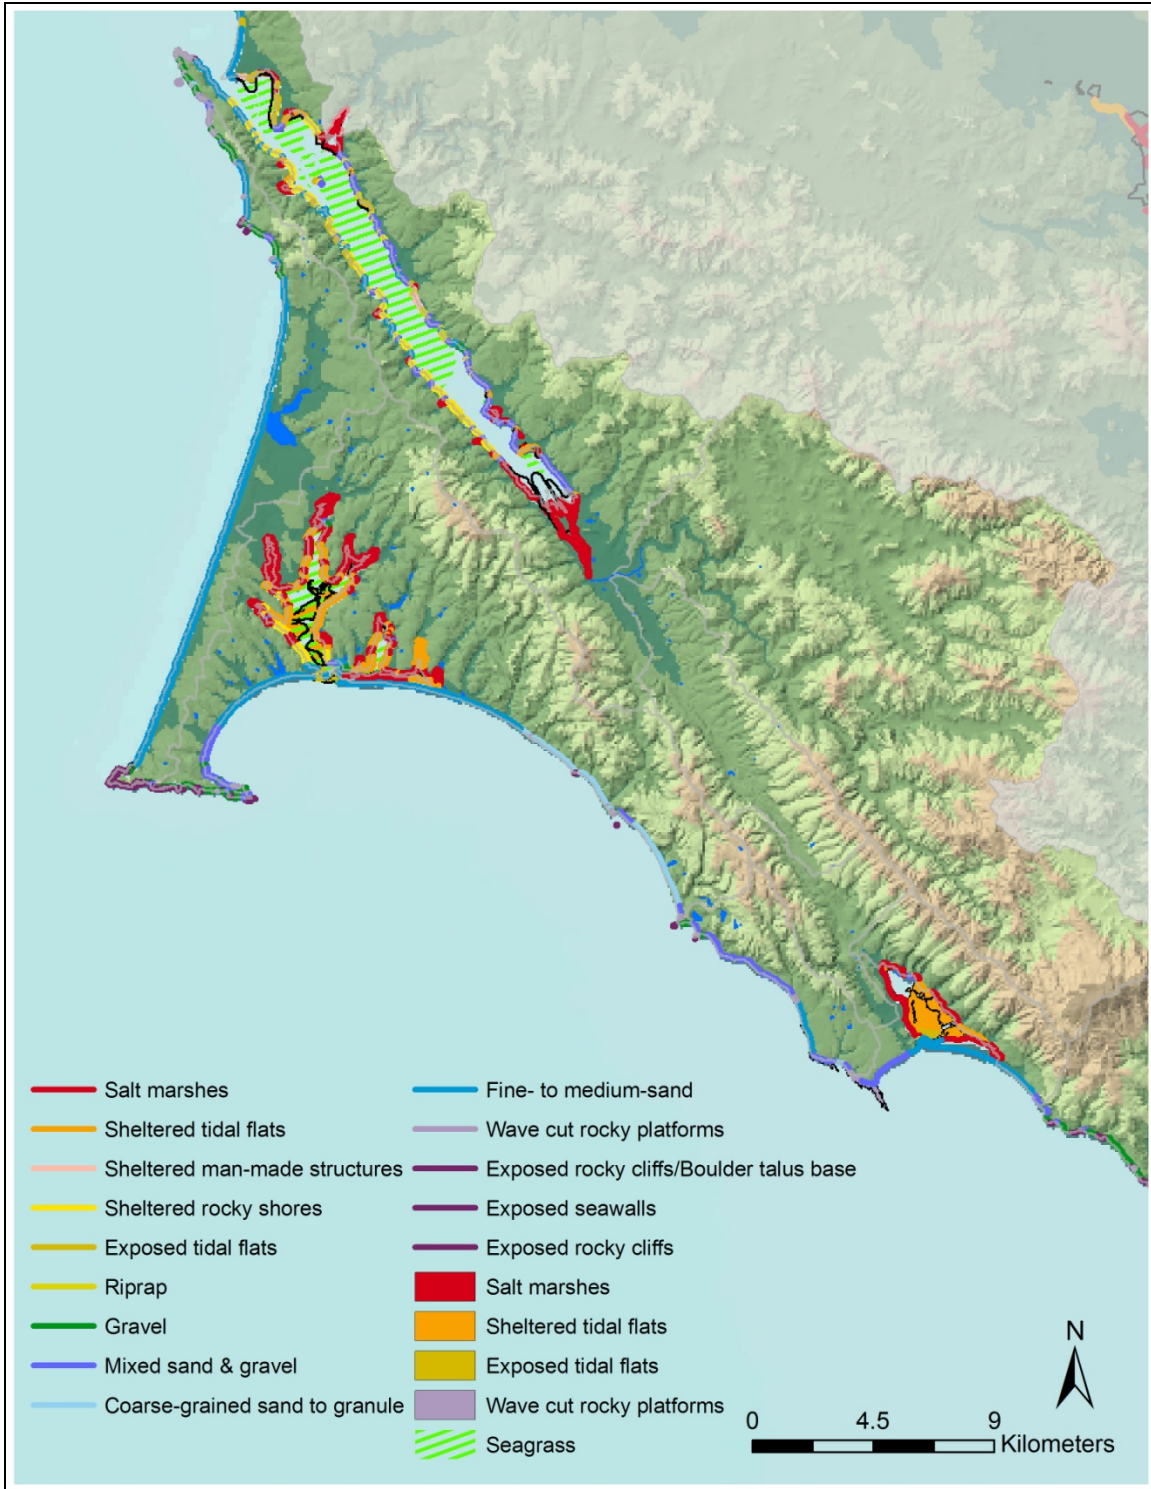 Salt marshes
Sheltered tidal flats
Sheltered man-made structures
Sheltered rocky shores
Exposed tidal flats
Riprap
Gravel
Mixed sand & gravel
Coarse-grained sand to granule
Fine- to medium-sand
Wave cut rocky platforms
Exposed rocky cliffs/Boulder talus base
Exposed seawalls
Exposed rocky cliffs
Salt marshes
Sheltered tidal flats
Exposed tidal flats
Wave cut rocky platforms
Seagrass
N
0 4.5 9
Kilometers